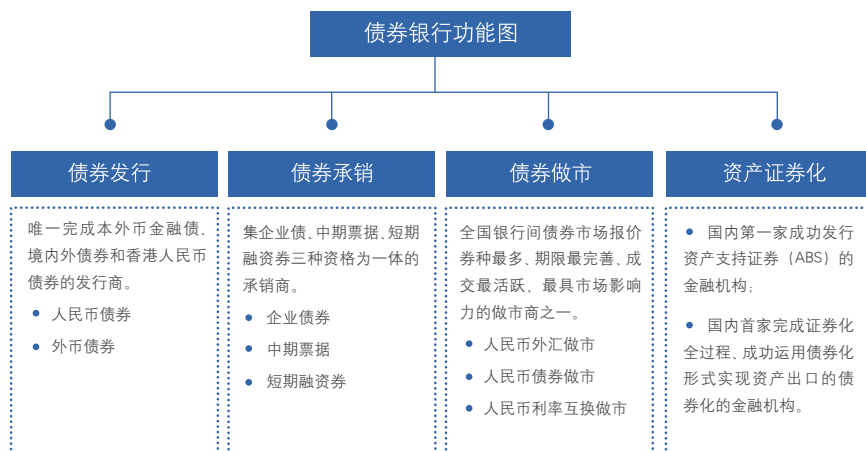 债券银行功能图
债券发行
唯一完成本外币金融债、
境内外债券和香港人民币
债券的发行商。
• 人民币债券
• 外币债券
债券承销
集企业债、中期票据、短期
融资券三种资格为一体的
承销商。
• 企业债券
• 中期票据
• 短期融资券
债券做市
全国银行间债券市场报价
券种最多、期限最完善、成
交最活跃、最具市场影响
力的做市商之一。
• 人民币外汇做市
• 人民币债券做市
• 人民币利率互换做市
资产证券化
• 国内第一家成功发行
资产支持证券（ABS）的
金融机构；
• 国内首家完成证券化
全过程、成功运用债券化
形式实现资产出口的债
券化的金融机构。